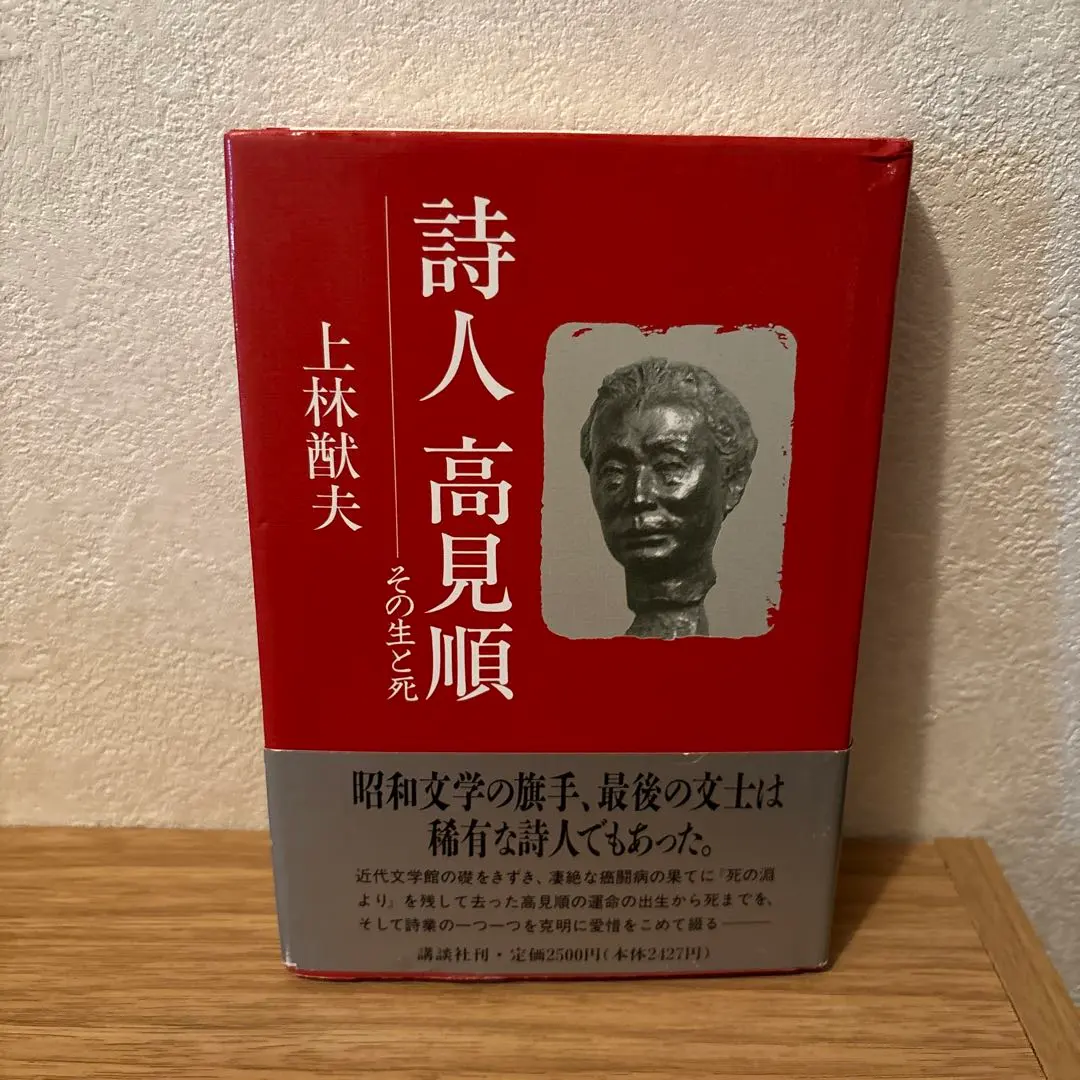 詩人 高見順
その生と死
上林猷夫
昭和文学の旗手、最後の文士は
稀有な詩人でもあった。
近代文学館の礎をきずき、凄絶な癌闘病の果てに『死の淵
より』を残して去った高見順の運命の出生から死までを、
そして詩業の一つ一つを克明に愛惜をこめて綴る――
講談社刊・定価2500円(本体2427円)